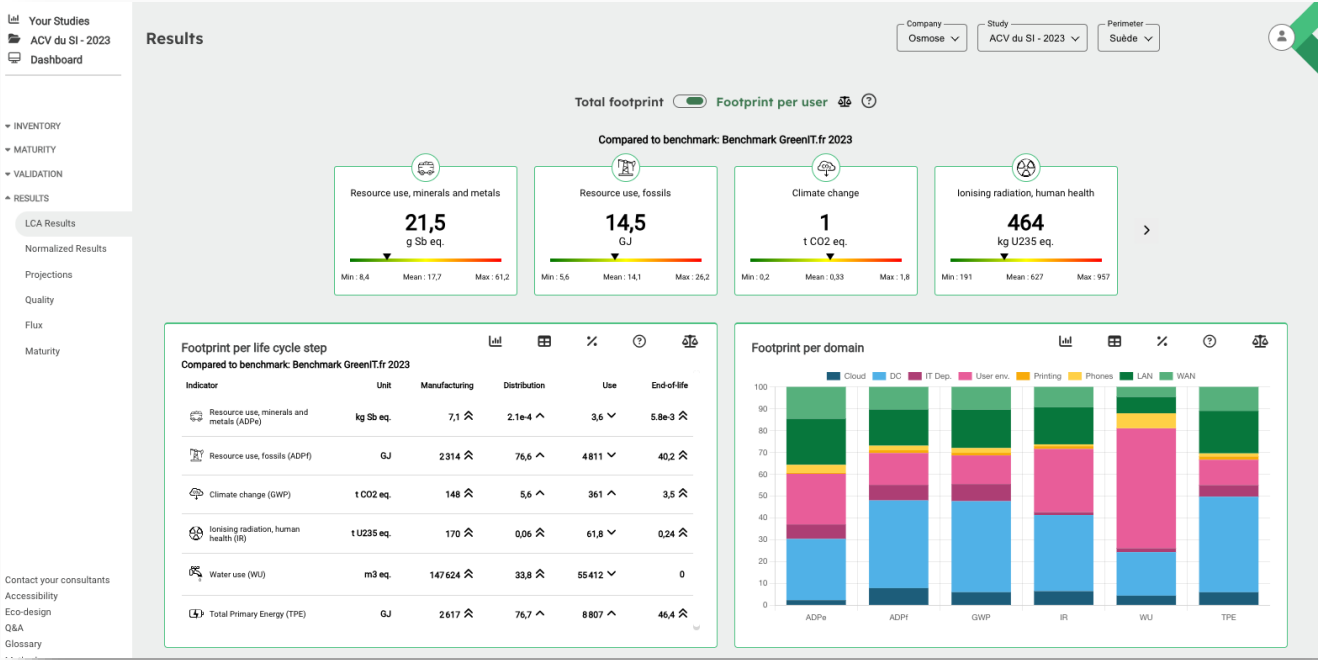 Your Studies
ACV du SI - 2023
Dashboard
INVENTORY
MATURITY
VALIDATION
RESULTS
LCA Results
Normalized Results
Projections
Quality
Flux
Maturity
Contact your consultants
Accessibility
Eco-design
Q&A
Glossary
Results
Company
Osmose
Study
ACV du SI - 2023
Perimeter
Suède
Total footprint Footprint per user ?
Compared to benchmark: Benchmark GreenIT.fr 2023
Resource use, minerals and metals
21,5
g Sb eq.
Min : 8,4 Mean : 17,7 Max : 61,2
Resource use, fossils
14,5
GJ
Min : 5,6 Mean : 14,1 Max : 26,2
CO2
Climate change
1
t CO2 eq.
Min : 0,2 Mean : 0,33 Max : 1,8
Ionising radiation, human health
464
kg U235 eq.
Min : 191 Mean : 627 Max : 957
Footprint per life cycle step
?
Compared to benchmark: Benchmark GreenIT.fr 2023
Indicator Unit Manufacturing Distribution Use End-of-life
Resource use, minerals and
metals (ADPe) kg Sb eq. 7,1 2.1e-4 3,6 5.8e-3
Resource use, fossils (ADPf) GJ 2 314 76,6 4 811 40,2
Climate change (GWP) t CO2 eq. 148 5,6 361 3,5
Ionising radiation, human
health (IR) t U235 eq. 170 0,06 61,8 0,24
Water use (WU) m3 eq. 147 624 33,8 55 412 0
Total Primary Energy (TPE) GJ 2 617 76,7 8 807 46,4
Footprint per domain
?
Cloud DC IT Dep. User env. Printing Phones LAN WAN
100
90
80
70
60
50
40
30
20
10
0
ADPe ADPf GWP IR WU TPE